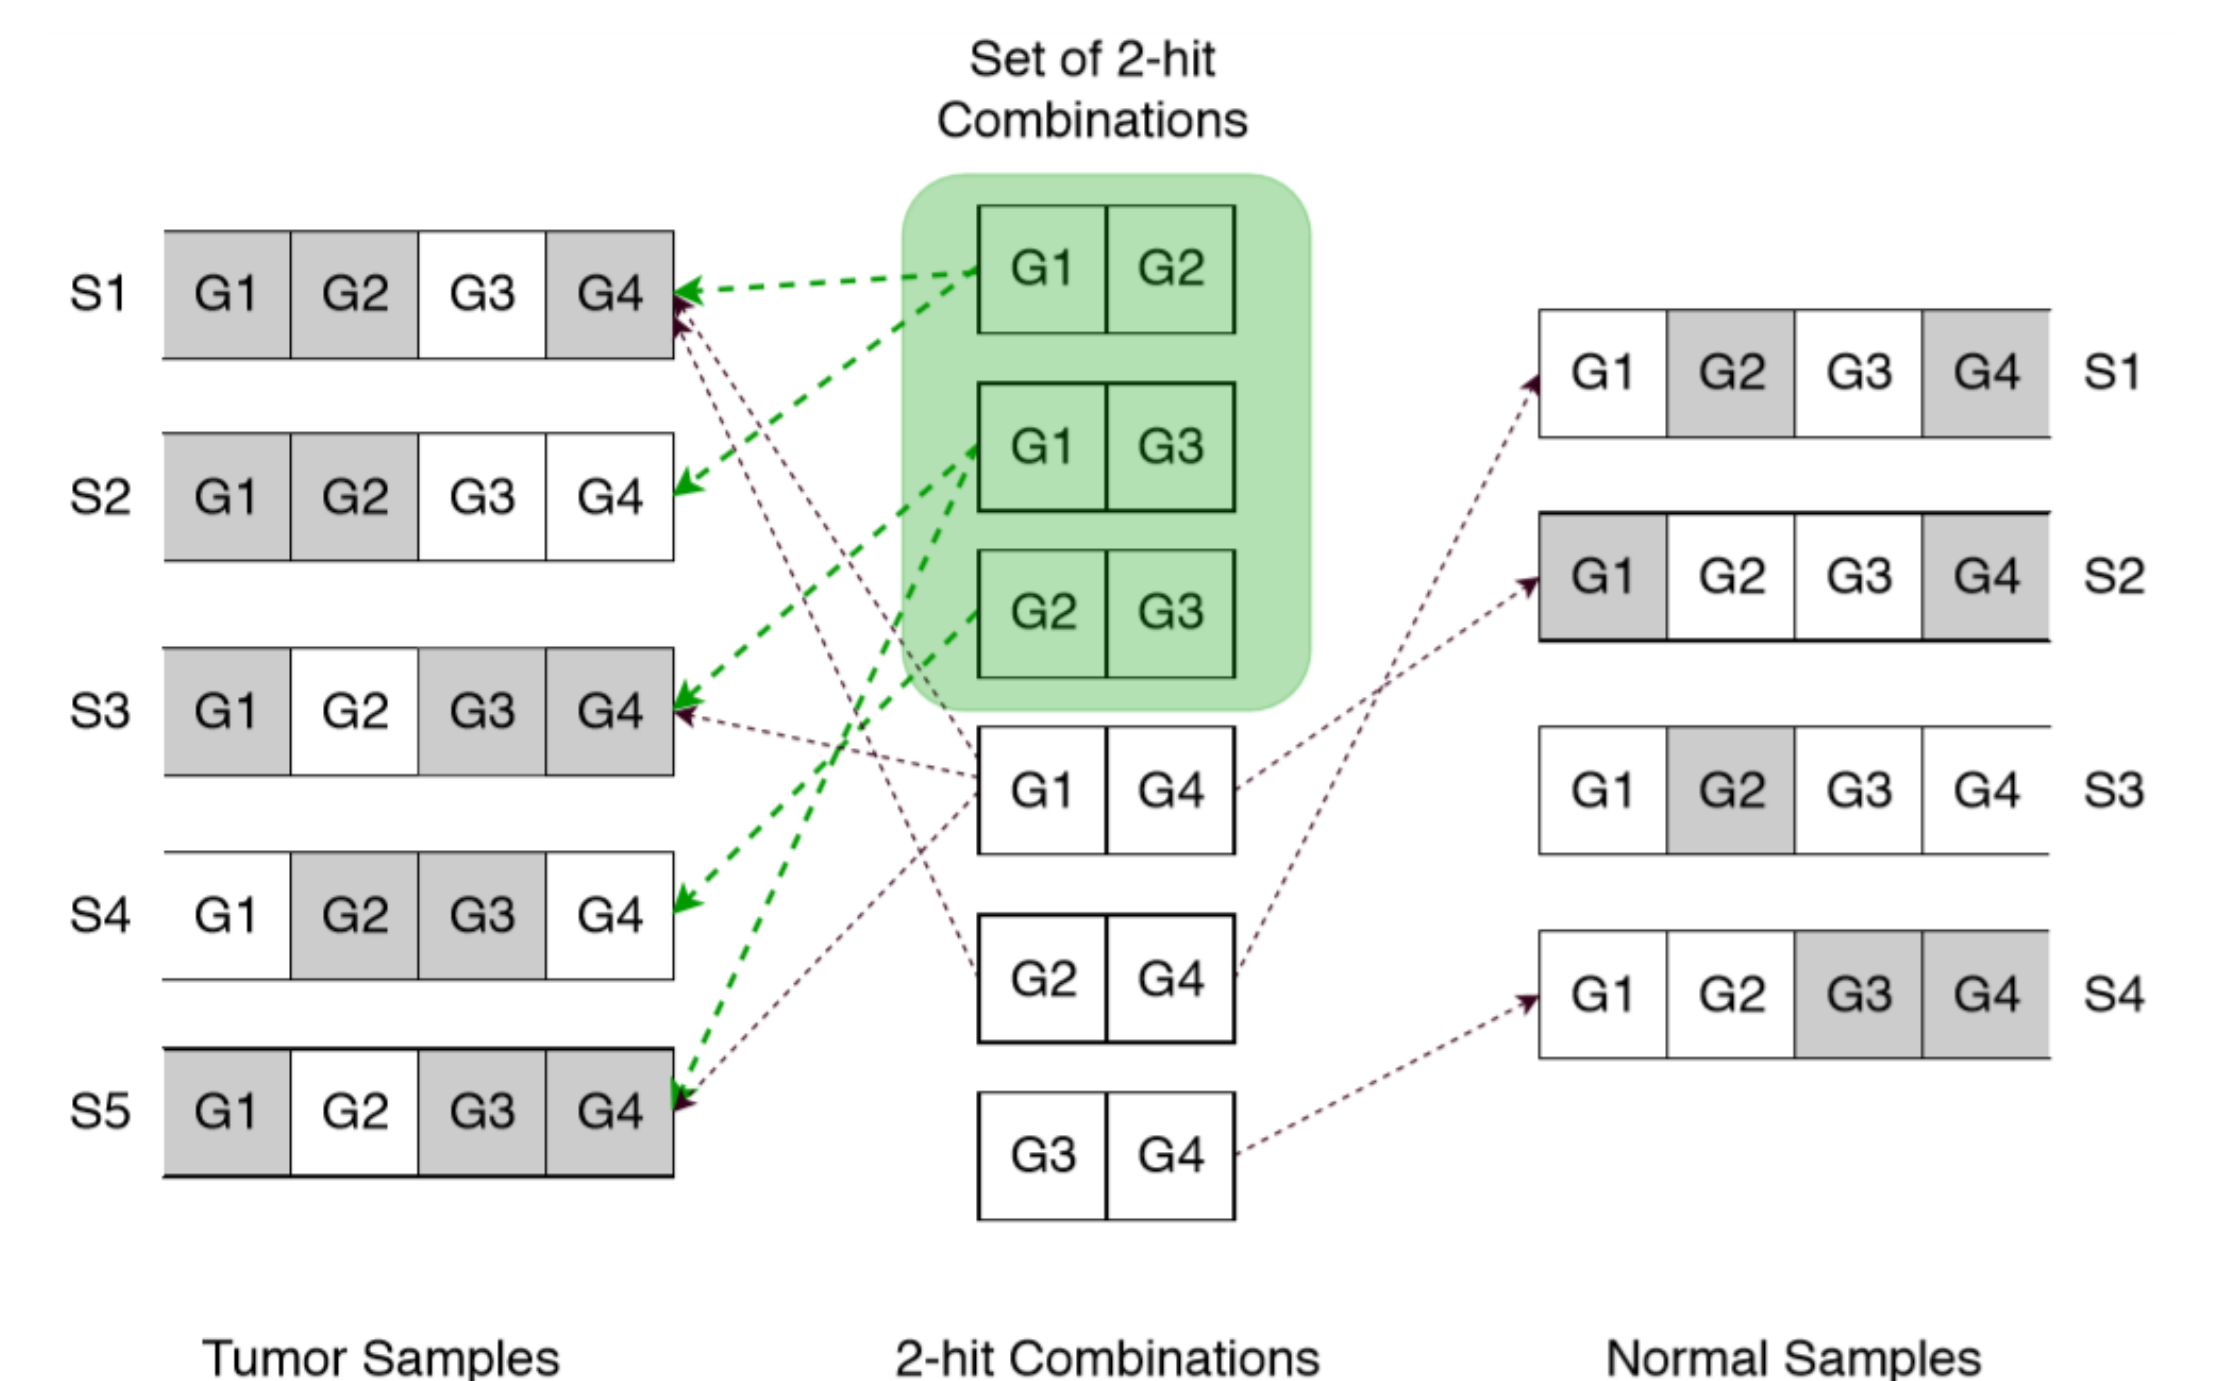 Set of 2-hit
Combinations
S1 G1 G2 G3 G4
S2 G1 G2 G3 G4
S3 G1 G2 G3 G4
S4 G1 G2 G3 G4
S5 G1 G2 G3 G4
Tumor Samples
G1 G2
G1 G3
G2 G3
G1 G4
G2 G4
G3 G4
2-hit Combinations
G1 G2 G3 G4 S1
G1 G2 G3 G4 S2
G1 G2 G3 G4 S3
G1 G2 G3 G4 S4
Normal Samples